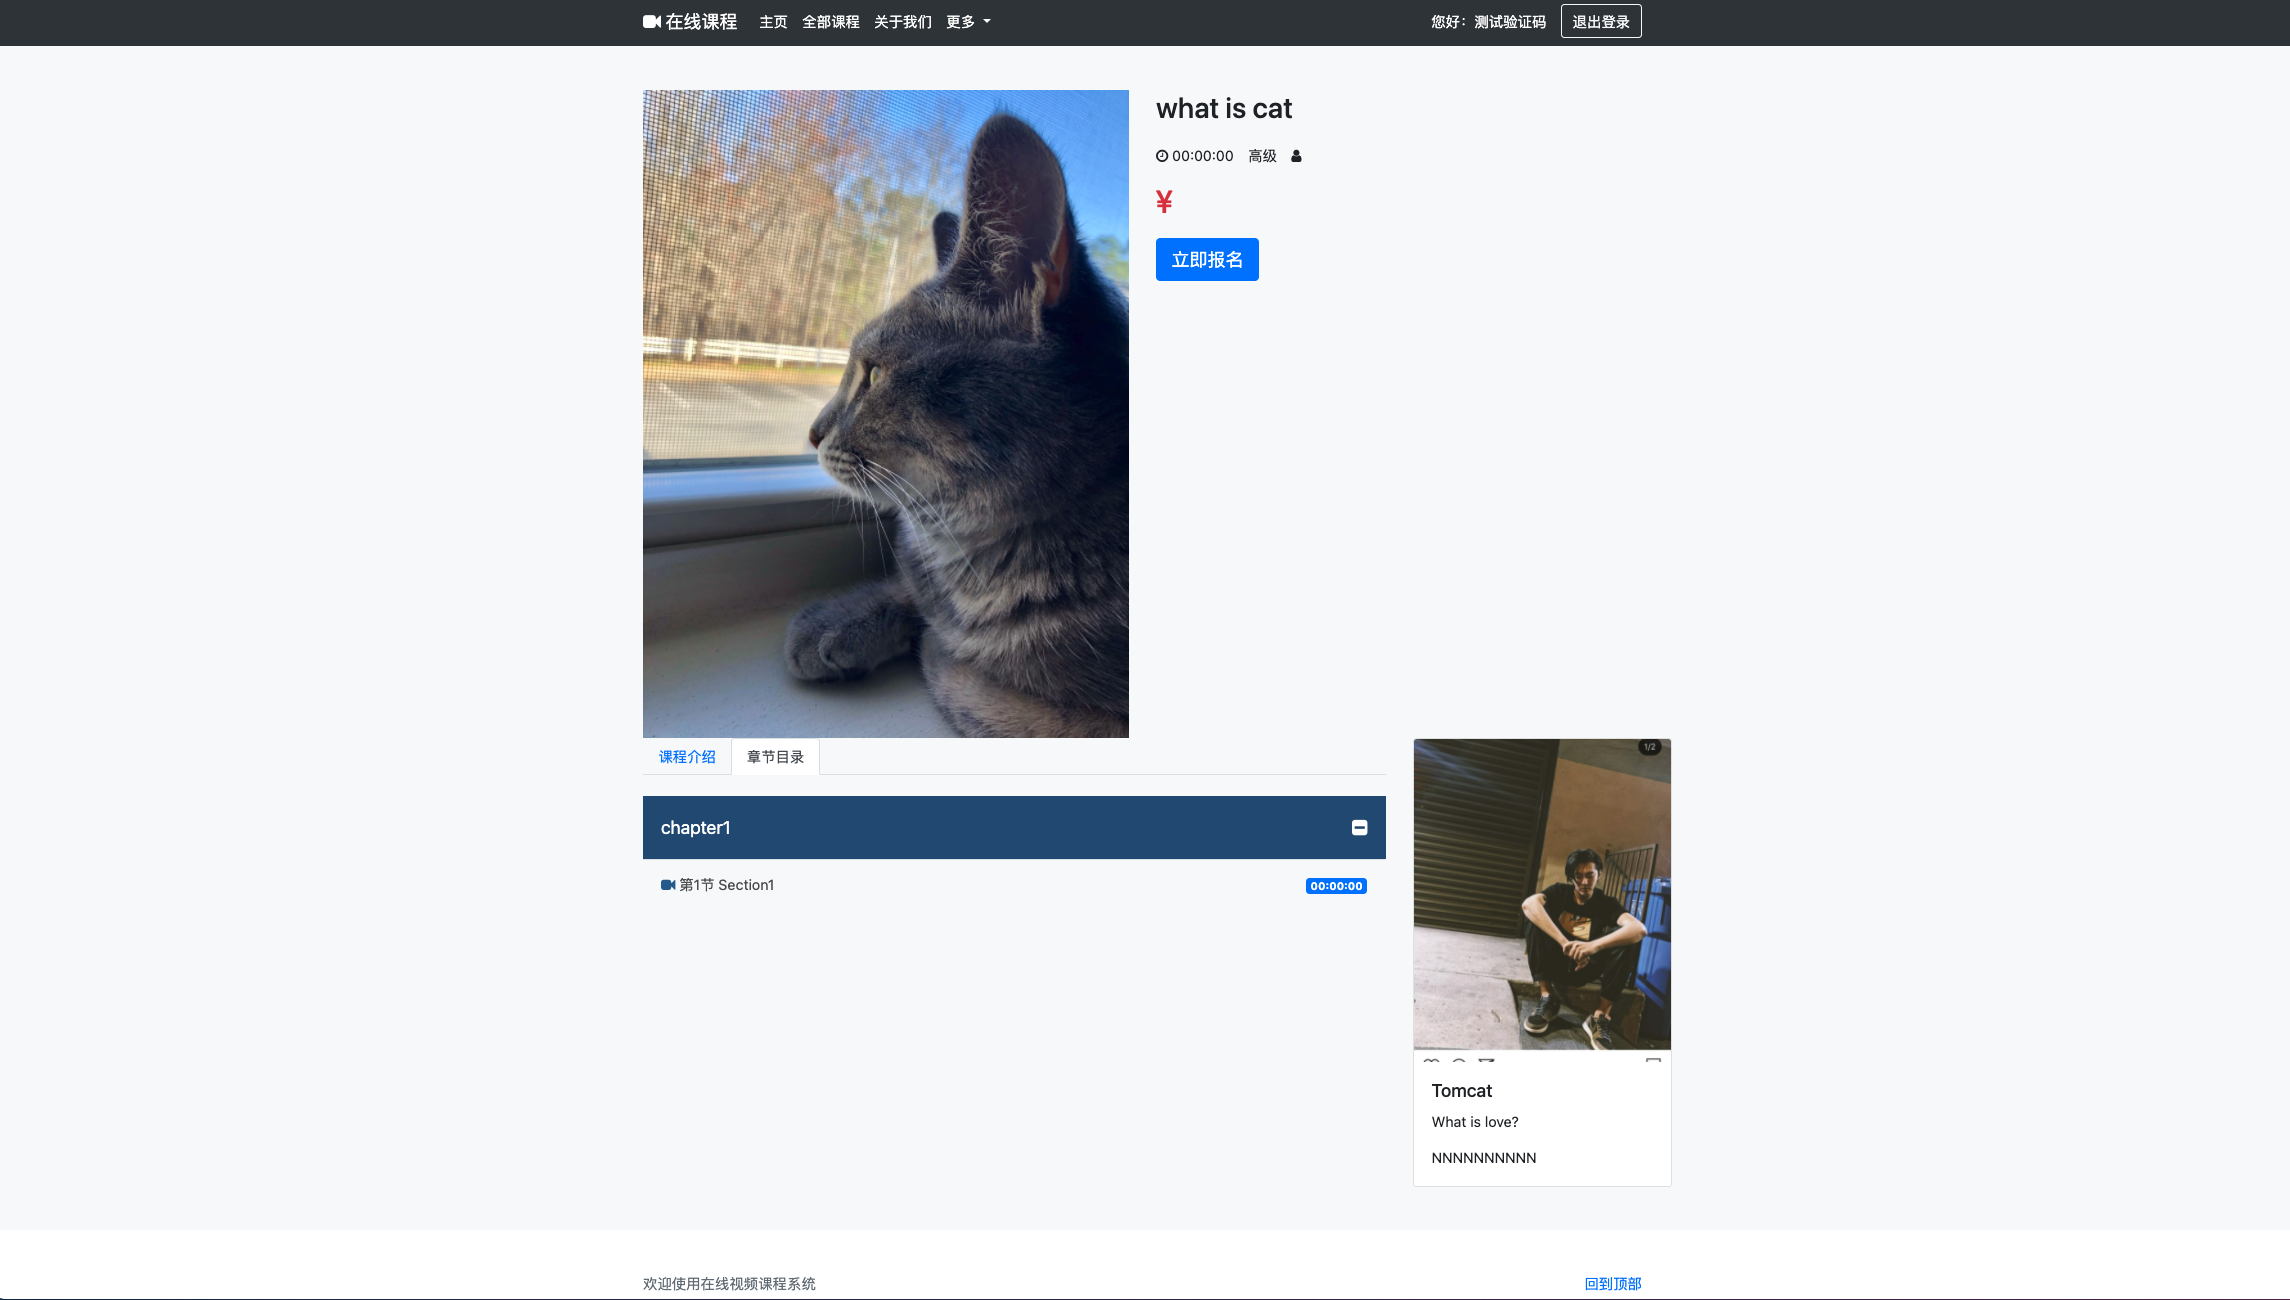 在线课程 主页 全部课程 关于我们 更多 您好：测试验证码 退出登录
what is cat
00:00:00 高级
¥
立即报名
课程介绍 章节目录
1/2
chapter1
第1节 Section1 00:00:00
Tomcat
What is love?
NNNNNNNNNN
欢迎使用在线视频课程系统 回到顶部